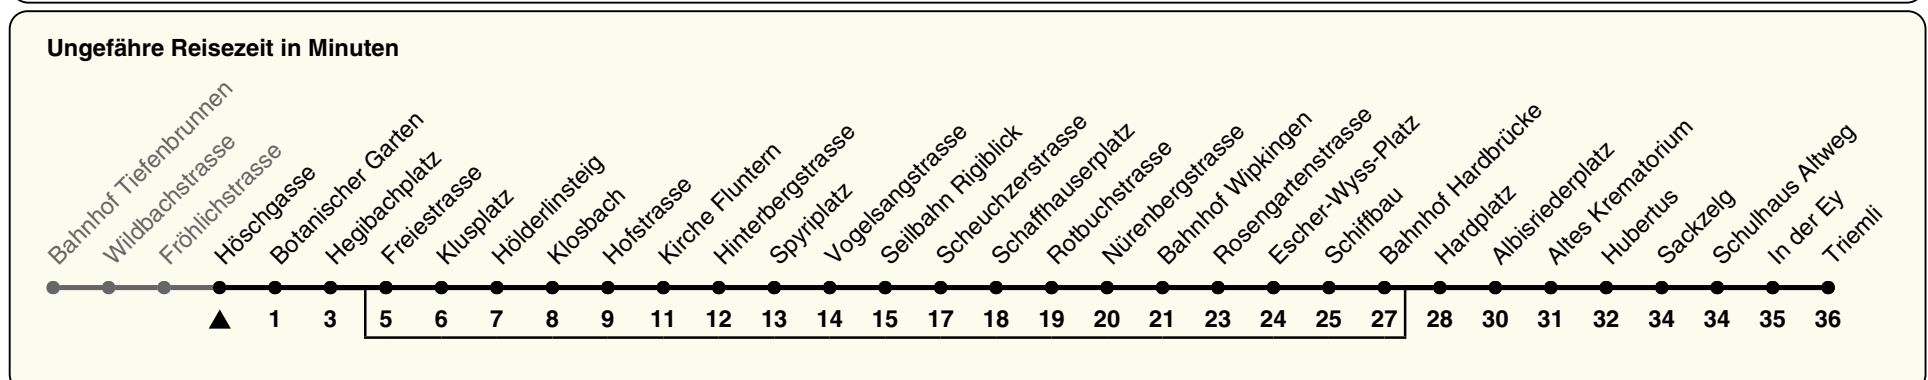 Ungefähre Reisezeit in Minuten
Bahnhof Tiefenbrunnen
Wildbachstrasse
Fröhlichstrasse
Höschgasse
Botanischer Garten
Hegibachplatz
Freiestrasse
Klusplatz
Hölderlinsteig
Klosbach
Hofstrasse
Kirche Fluntern
Hinterbergstrasse
Spyriplatz
Vogelsangstrasse
Seilbahn Rigiblick
Scheuchzerstrasse
Schaffhauserplatz
Rotbuchstrasse
Nürenbergstrasse
Bahnhof Wipkingen
Rosengartenstrasse
Escher-Wyss-Platz
Schiffbau
Bahnhof Hardbrücke
Hardplatz
Albisriederplatz
Altes Krematorium
Hubertus
Sackzelg
Schulhaus Altweg
In der Ey
Triemli
1 3 5 6 7 8 9 11 12 13 14 15 17 18 19 20 21 23 24 25 27 28 30 31 32 34 34 35 36